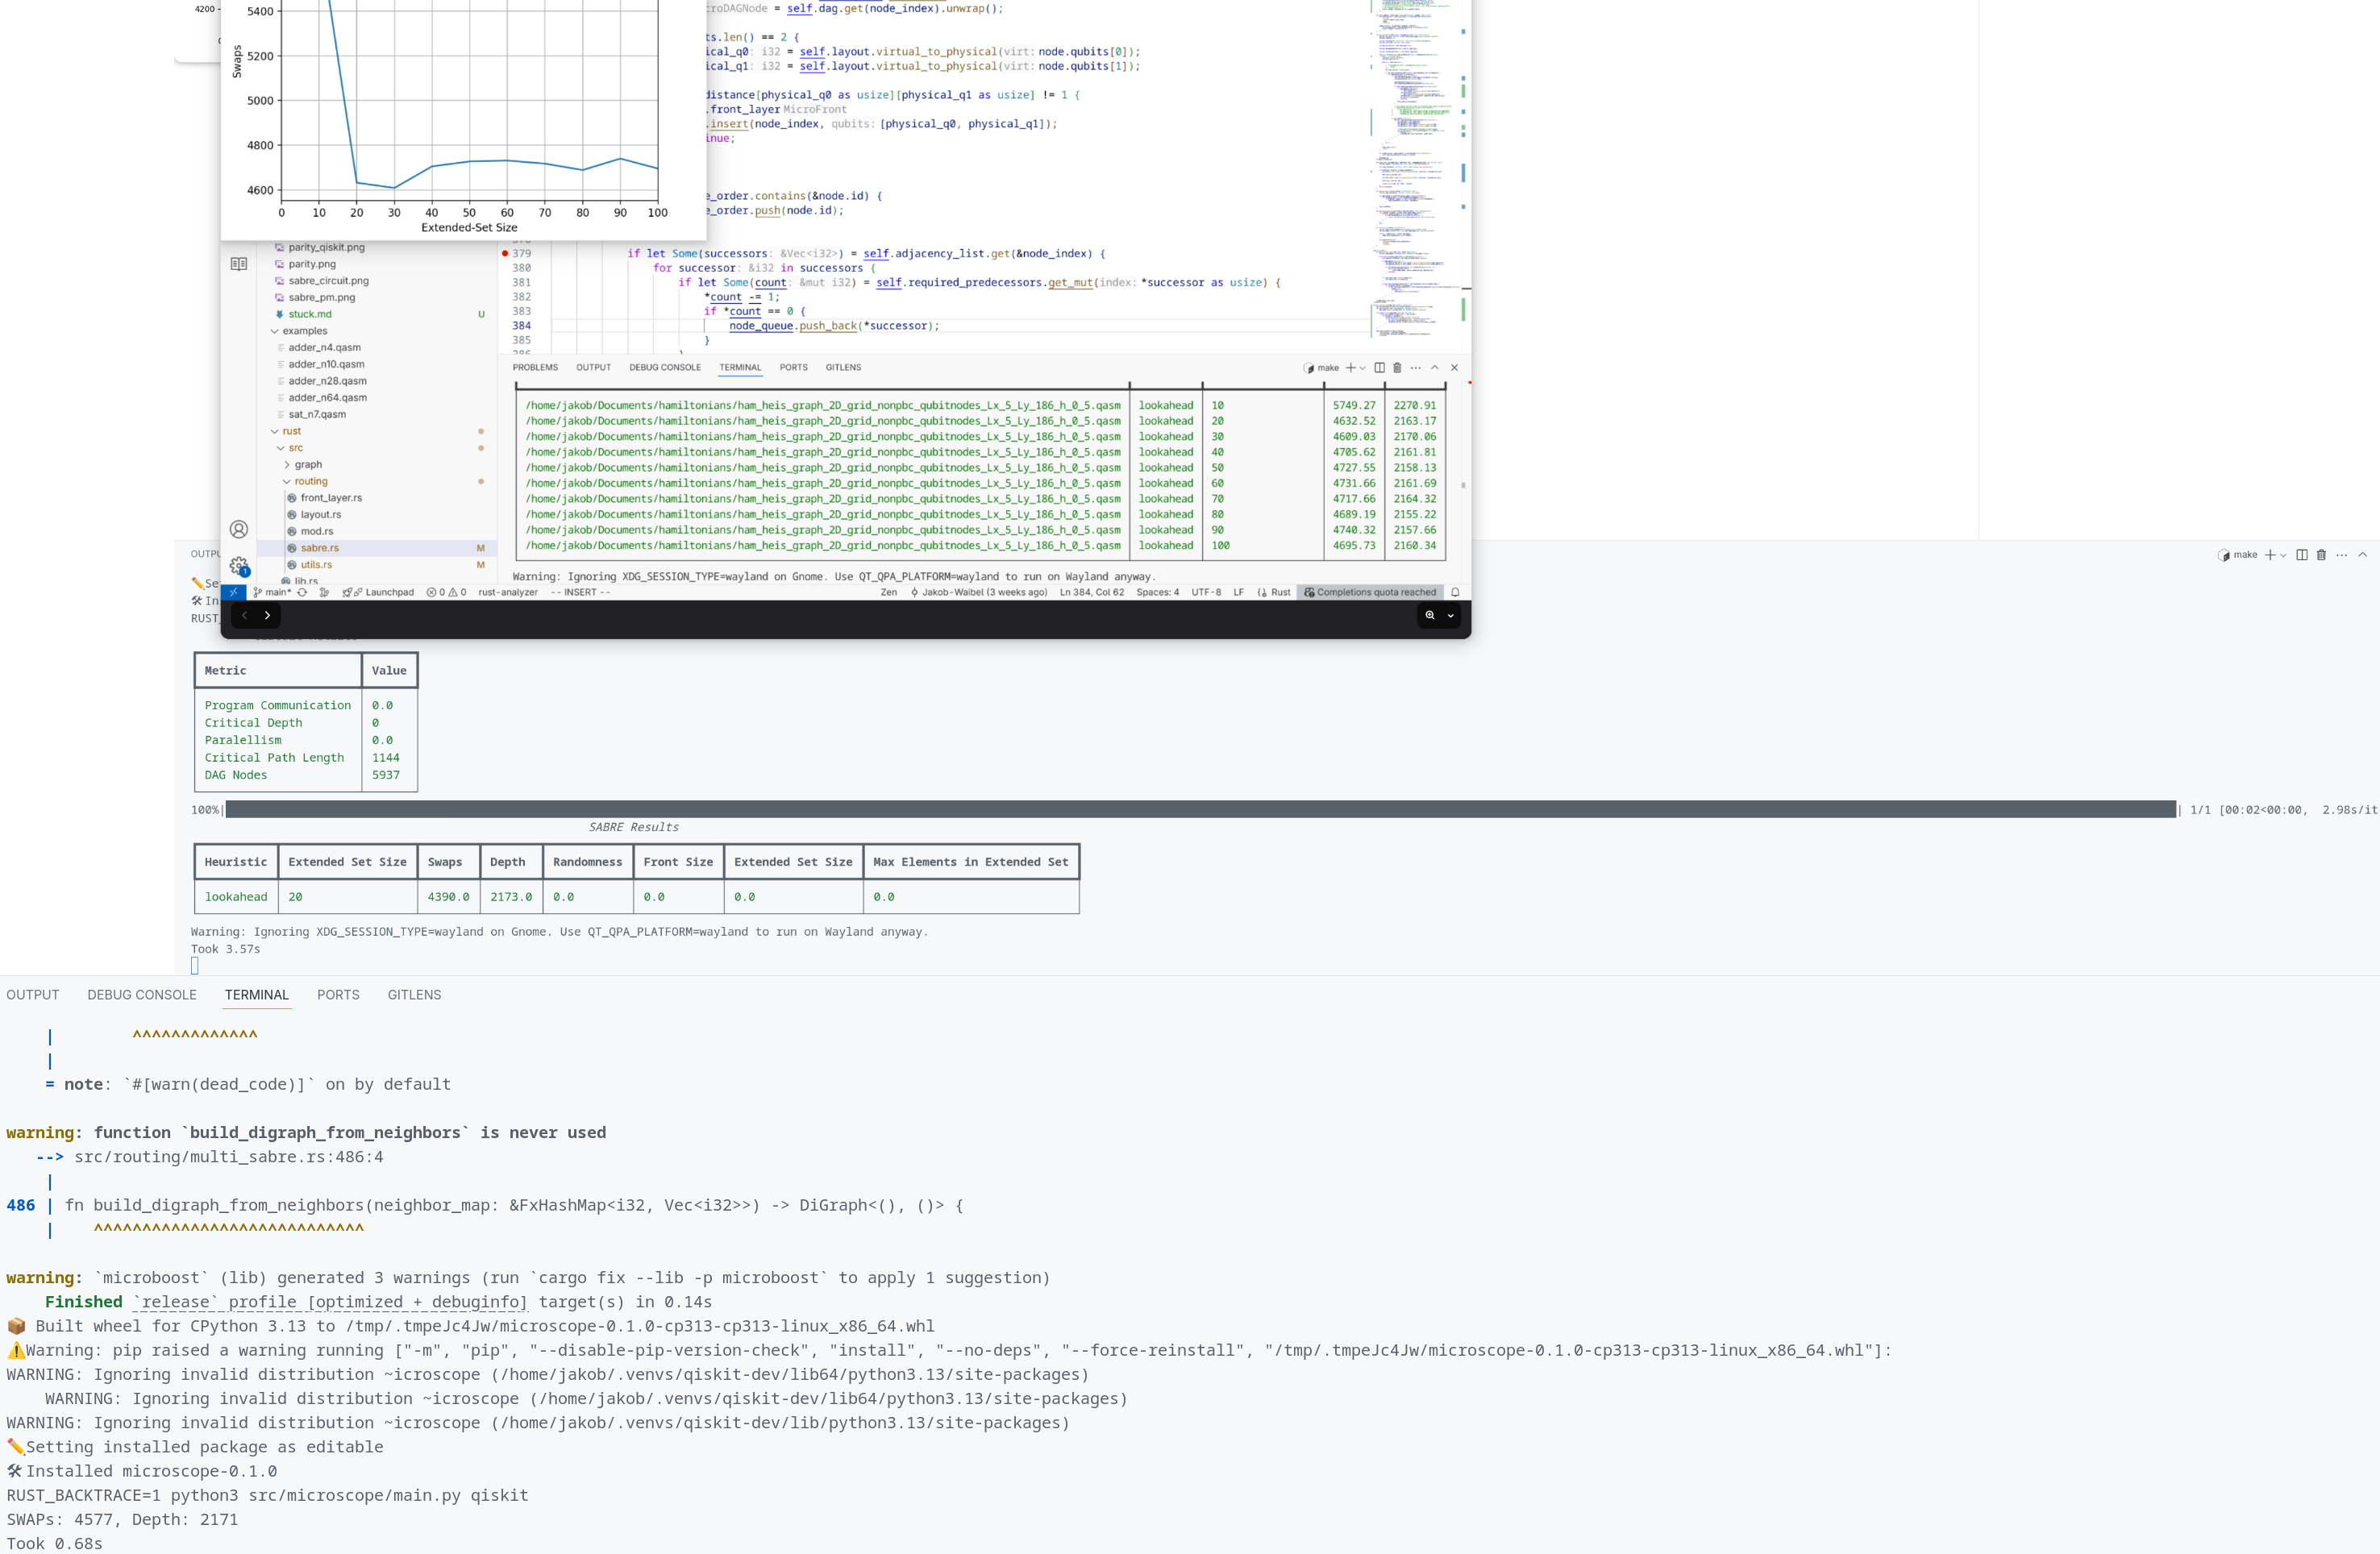 4200
5400
5200
5000
4800
4600
Swaps
0 10 20 30 40 50 60 70 80 90 100
Extended-Set Size
croDAGNode = self.dag.get(node_index).unwrap();
ts.len() == 2 {
ical_q0: i32 = self.layout.virtual_to_physical(virt: node.qubits[0]);
ical_q1: i32 = self.layout.virtual_to_physical(virt: node.qubits[1]);
distance[physical_q0 as usize][physical_q1 as usize] != 1 {
.front_layer MicroFront
.insert(node_index, qubits: [physical_q0, physical_q1]);
inue;
e_order.contains(&node.id) {
e_order.push(node.id);
379 if let Some(successors: &Vec<i32>) = self.adjacency_list.get(&node_index) {
380 for successor: &i32 in successors {
381 if let Some(count: &mut i32) = self.required_predecessors.get_mut(index: *successor as usize) {
382 *count -= 1;
383 if *count == 0 {
384 node_queue.push_back(*successor);
385 }
386 }
parity_qiskit.png
parity.png
sabre_circuit.png
sabre_pm.png
stuck.md U
examples
adder_n4.qasm
adder_n10.qasm
adder_n28.qasm
adder_n64.qasm
sat_n7.qasm
rust
src
graph
routing
front_layer.rs
layout.rs
mod.rs
sabre.rs M
utils.rs M
lib.rs
1
PROBLEMS OUTPUT DEBUG CONSOLE TERMINAL PORTS GITLENS make
/home/jakob/Documents/hamiltonians/ham_heis_graph_2D_grid_nonpbc_qubitnodes_Lx_5_Ly_186_h_0_5.qasm lookahead 10 5749.27 2270.91
/home/jakob/Documents/hamiltonians/ham_heis_graph_2D_grid_nonpbc_qubitnodes_Lx_5_Ly_186_h_0_5.qasm lookahead 20 4632.52 2163.17
/home/jakob/Documents/hamiltonians/ham_heis_graph_2D_grid_nonpbc_qubitnodes_Lx_5_Ly_186_h_0_5.qasm lookahead 30 4609.03 2170.06
/home/jakob/Documents/hamiltonians/ham_heis_graph_2D_grid_nonpbc_qubitnodes_Lx_5_Ly_186_h_0_5.qasm lookahead 40 4705.62 2161.81
/home/jakob/Documents/hamiltonians/ham_heis_graph_2D_grid_nonpbc_qubitnodes_Lx_5_Ly_186_h_0_5.qasm lookahead 50 4727.55 2158.13
/home/jakob/Documents/hamiltonians/ham_heis_graph_2D_grid_nonpbc_qubitnodes_Lx_5_Ly_186_h_0_5.qasm lookahead 60 4731.66 2161.69
/home/jakob/Documents/hamiltonians/ham_heis_graph_2D_grid_nonpbc_qubitnodes_Lx_5_Ly_186_h_0_5.qasm lookahead 70 4717.66 2164.32
/home/jakob/Documents/hamiltonians/ham_heis_graph_2D_grid_nonpbc_qubitnodes_Lx_5_Ly_186_h_0_5.qasm lookahead 80 4689.19 2155.22
/home/jakob/Documents/hamiltonians/ham_heis_graph_2D_grid_nonpbc_qubitnodes_Lx_5_Ly_186_h_0_5.qasm lookahead 90 4740.32 2157.66
/home/jakob/Documents/hamiltonians/ham_heis_graph_2D_grid_nonpbc_qubitnodes_Lx_5_Ly_186_h_0_5.qasm lookahead 100 4695.73 2160.34
Warning: Ignoring XDG_SESSION_TYPE=wayland on Gnome. Use QT_QPA_PLATFORM=wayland to run on Wayland anyway.
main* Launchpad 0 0 rust-analyzer -- INSERT -- Zen Jakob-Waibel (3 weeks ago) Ln 384, Col 62 Spaces: 4 UTF-8 LF Rust Completions quota reached
OUTPU make
✏️Se
🛠 In
RUST_
Metric Value
Program Communication 0.0
Critical Depth 0
Paralellism 0.0
Critical Path Length 1144
DAG Nodes 5937
100%| | 1/1 [00:02<00:00, 2.98s/it
SABRE Results
Heuristic Extended Set Size Swaps Depth Randomness Front Size Extended Set Size Max Elements in Extended Set
lookahead 20 4390.0 2173.0 0.0 0.0 0.0 0.0
Warning: Ignoring XDG_SESSION_TYPE=wayland on Gnome. Use QT_QPA_PLATFORM=wayland to run on Wayland anyway.
Took 3.57s
OUTPUT DEBUG CONSOLE TERMINAL PORTS GITLENS
| ^^^^^^^^^^^^^
|
= note: `#[warn(dead_code)]` on by default
warning: function `build_digraph_from_neighbors` is never used
--> src/routing/multi_sabre.rs:486:4
|
486 | fn build_digraph_from_neighbors(neighbor_map: &FxHashMap<i32, Vec<i32>>) -> DiGraph<(), ()> {
| ^^^^^^^^^^^^^^^^^^^^^^^^^^^^
warning: `microboost` (lib) generated 3 warnings (run `cargo fix --lib -p microboost` to apply 1 suggestion)
Finished `release` profile [optimized + debuginfo] target(s) in 0.14s
📦 Built wheel for CPython 3.13 to /tmp/.tmpeJc4Jw/microscope-0.1.0-cp313-cp313-linux_x86_64.whl
⚠️Warning: pip raised a warning running ["-m", "pip", "--disable-pip-version-check", "install", "--no-deps", "--force-reinstall", "/tmp/.tmpeJc4Jw/microscope-0.1.0-cp313-cp313-linux_x86_64.whl"]:
WARNING: Ignoring invalid distribution ~icroscope (/home/jakob/.venvs/qiskit-dev/lib64/python3.13/site-packages)
WARNING: Ignoring invalid distribution ~icroscope (/home/jakob/.venvs/qiskit-dev/lib64/python3.13/site-packages)
WARNING: Ignoring invalid distribution ~icroscope (/home/jakob/.venvs/qiskit-dev/lib/python3.13/site-packages)
✏️Setting installed package as editable
🛠 Installed microscope-0.1.0
RUST_BACKTRACE=1 python3 src/microscope/main.py qiskit
SWAPs: 4577, Depth: 2171
Took 0.68s